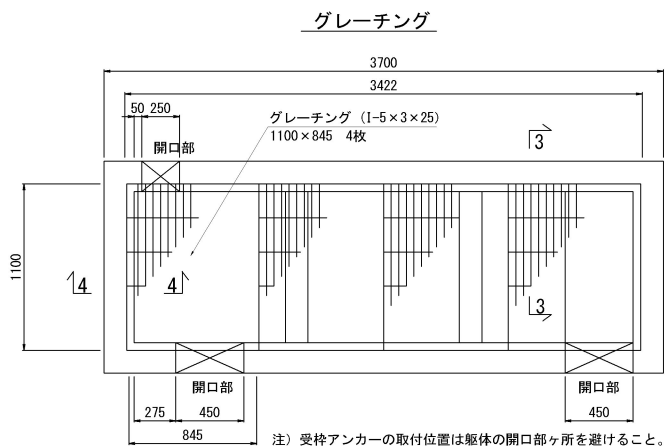 グレーチング
3700
3422
50 250
グレーチング (I-5×3×25)
1100×845 4枚
開口部
3
1100
4
4
3
開口部
開口部
275
450
450
845
注) 受枠アンカーの取付位置は躯体の開口部ヶ所を避けること。